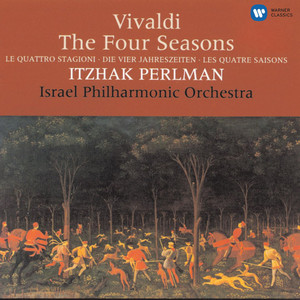 Vivaldi
The Four Seasons
LE QUATTRO STAGIONI · DIE VIER JAHRESZEITEN · LES QUATRE SAISONS
ITZHAK PERLMAN
Israel Philharmonic Orchestra
WARNER
CLASSICS